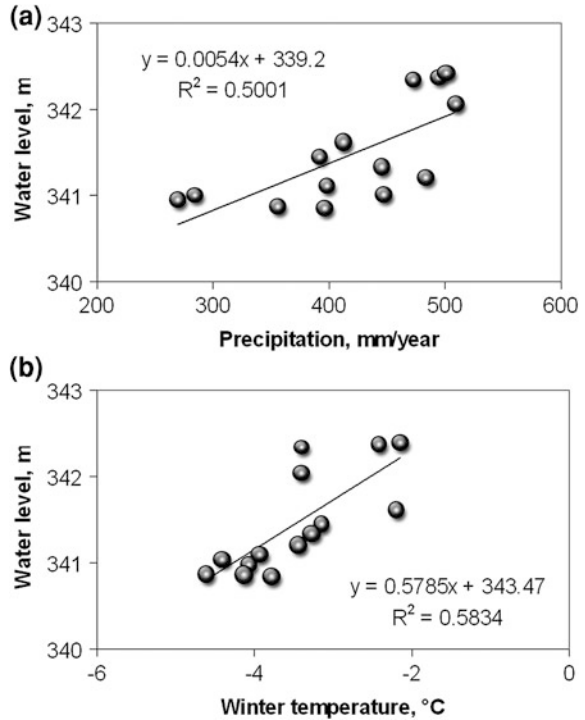 (a)
343
342
341
340
Water level, m
y = 0.0054x + 339.2
R² = 0.5001
200 300 400 500 600
Precipitation, mm/year
(b)
343
342
341
340
Water level, m
y = 0.5785x + 343.47
R² = 0.5834
-6 -4 -2 0
Winter temperature, °C